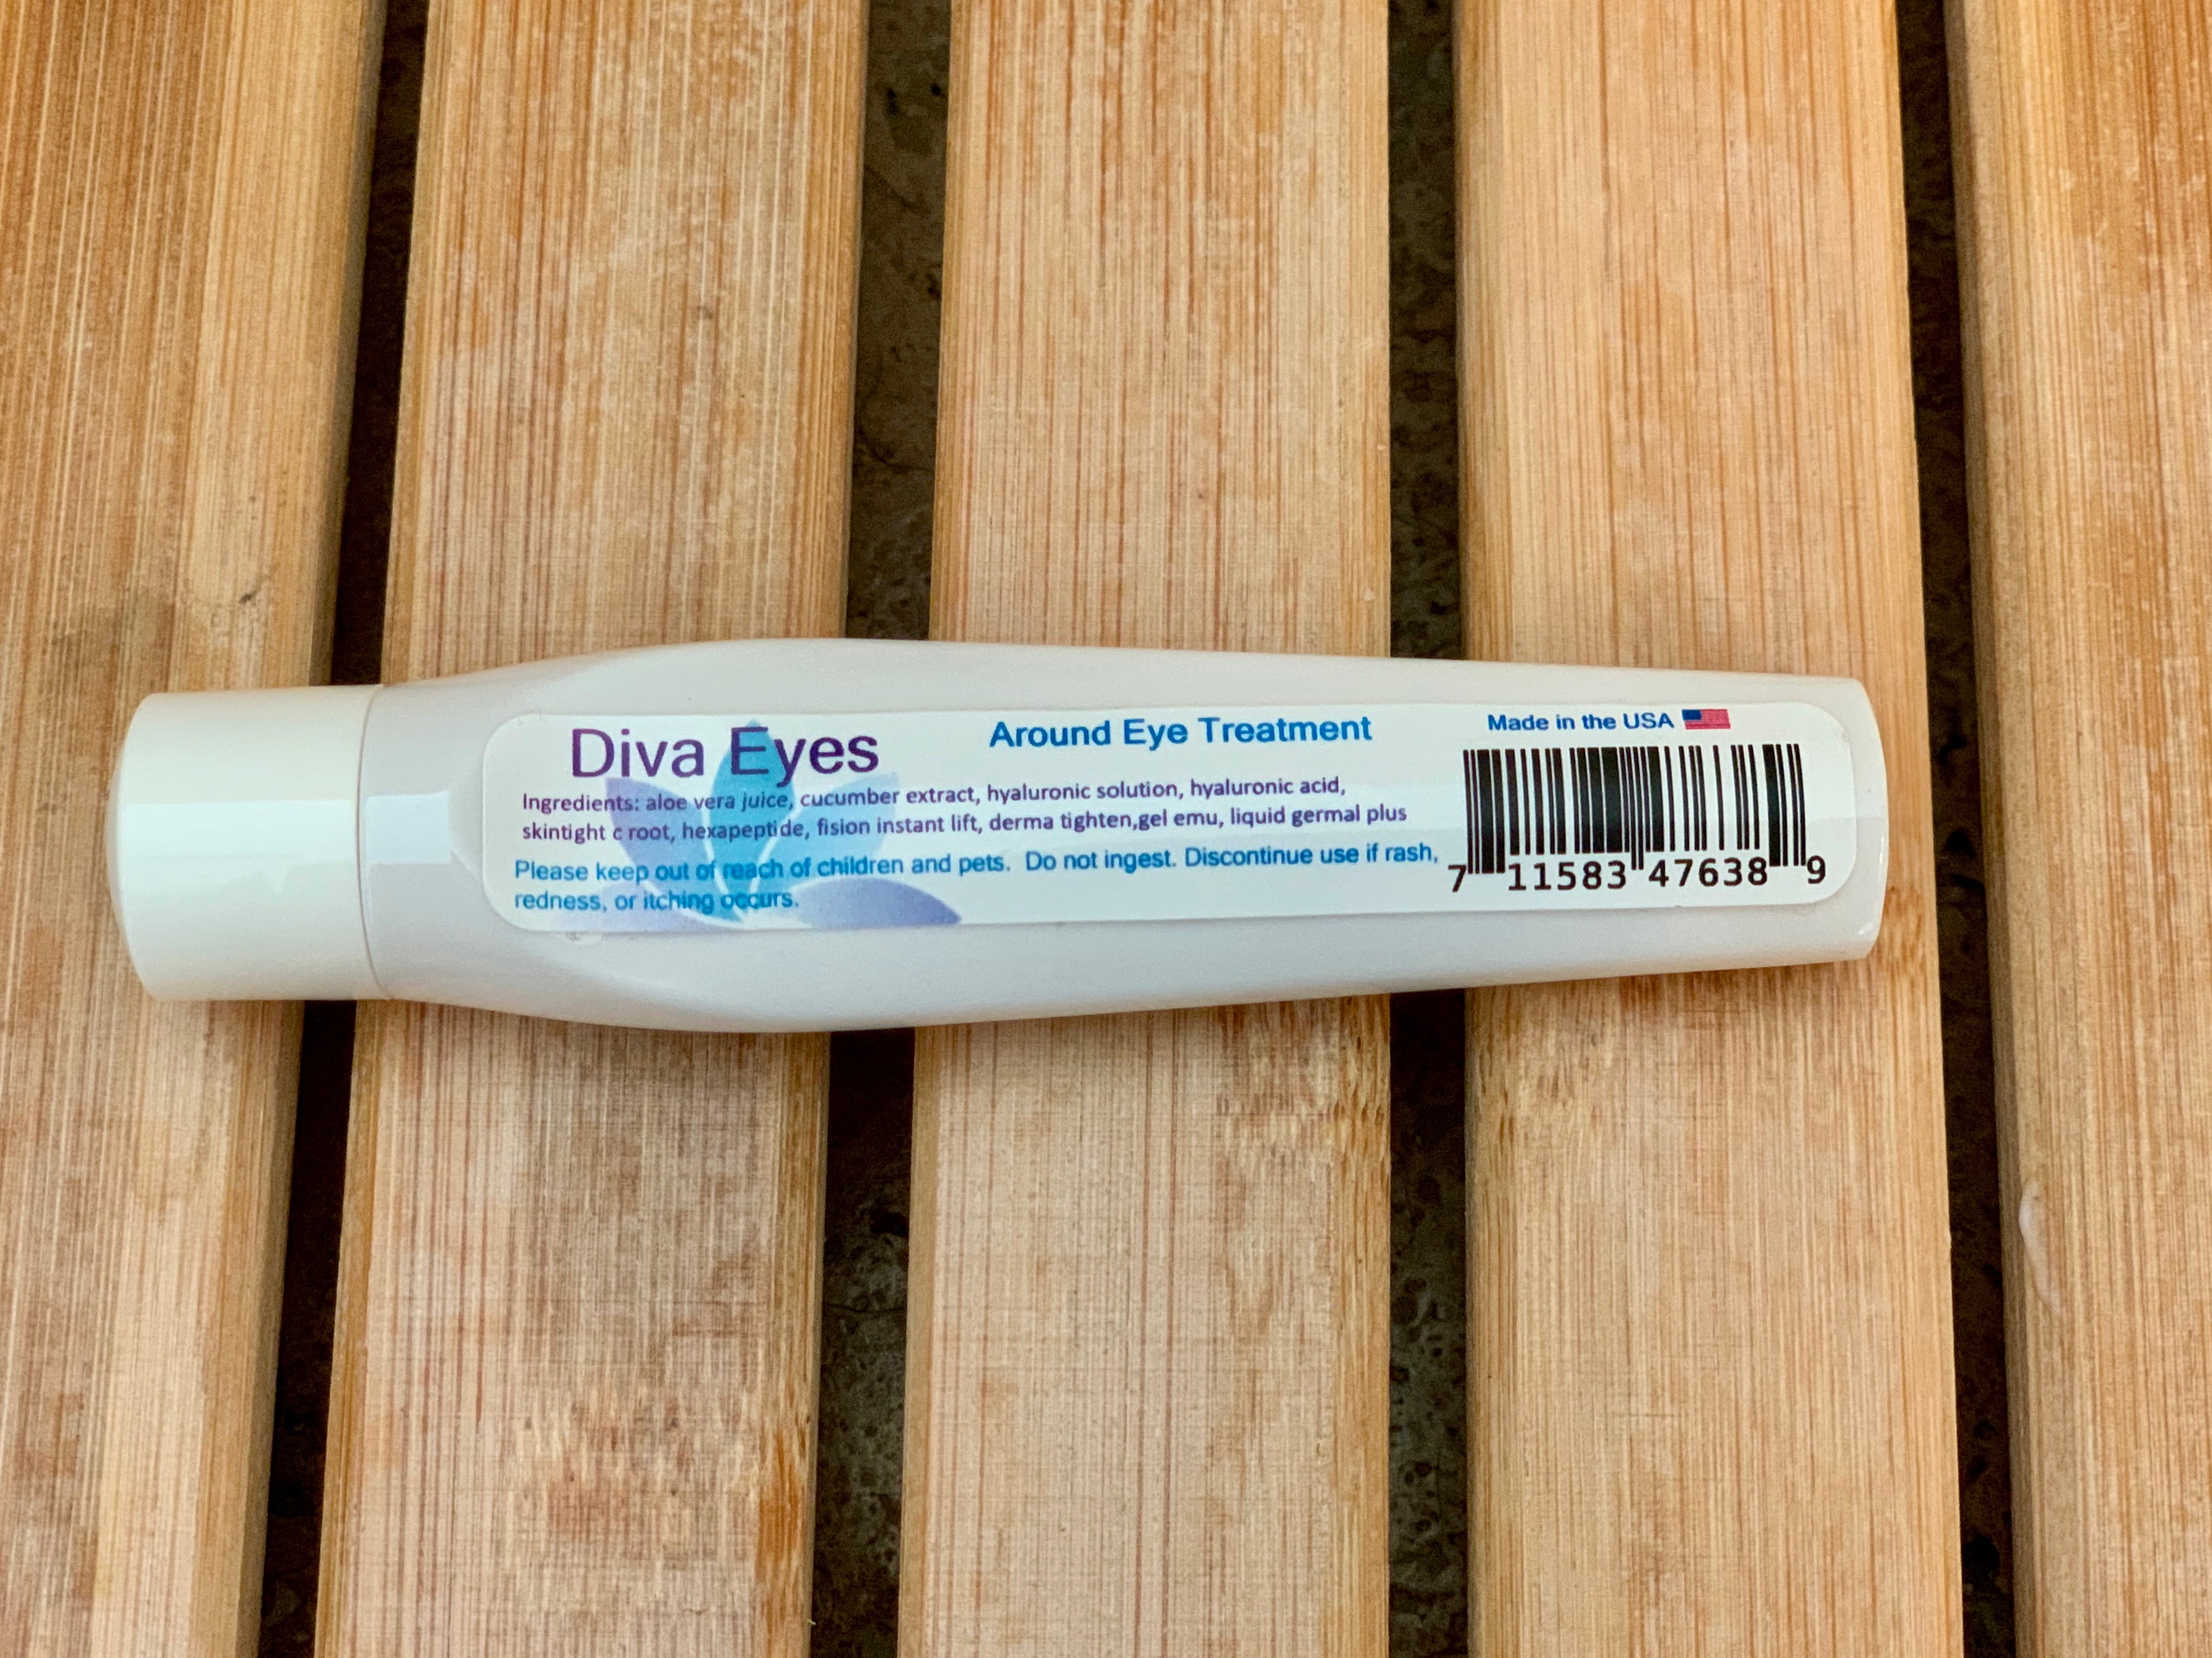 Diva Eyes
Around Eye Treatment
Made in the USA
Ingredients: aloe vera juice, cucumber extract, hyaluronic solution, hyaluronic acid,
skintight c root, hexapeptide, fision instant lift, derma tighten,gel emu, liquid germal plus
Please keep out of reach of children and pets. Do not ingest. Discontinue use if rash,
redness, or itching occurs.
7 11583 47638 9